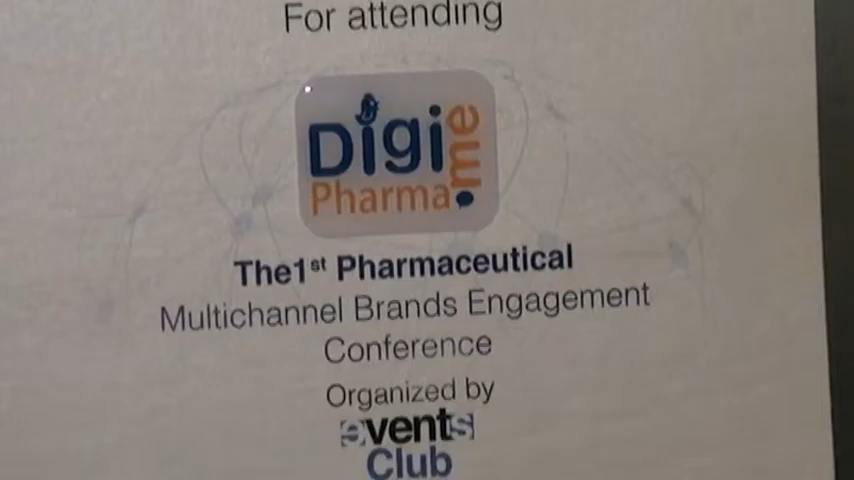 For attending
Digi
Pharma.me
The1st Pharmaceutical
Multichannel Brands Engagement
Conference
Organized by
events
Club